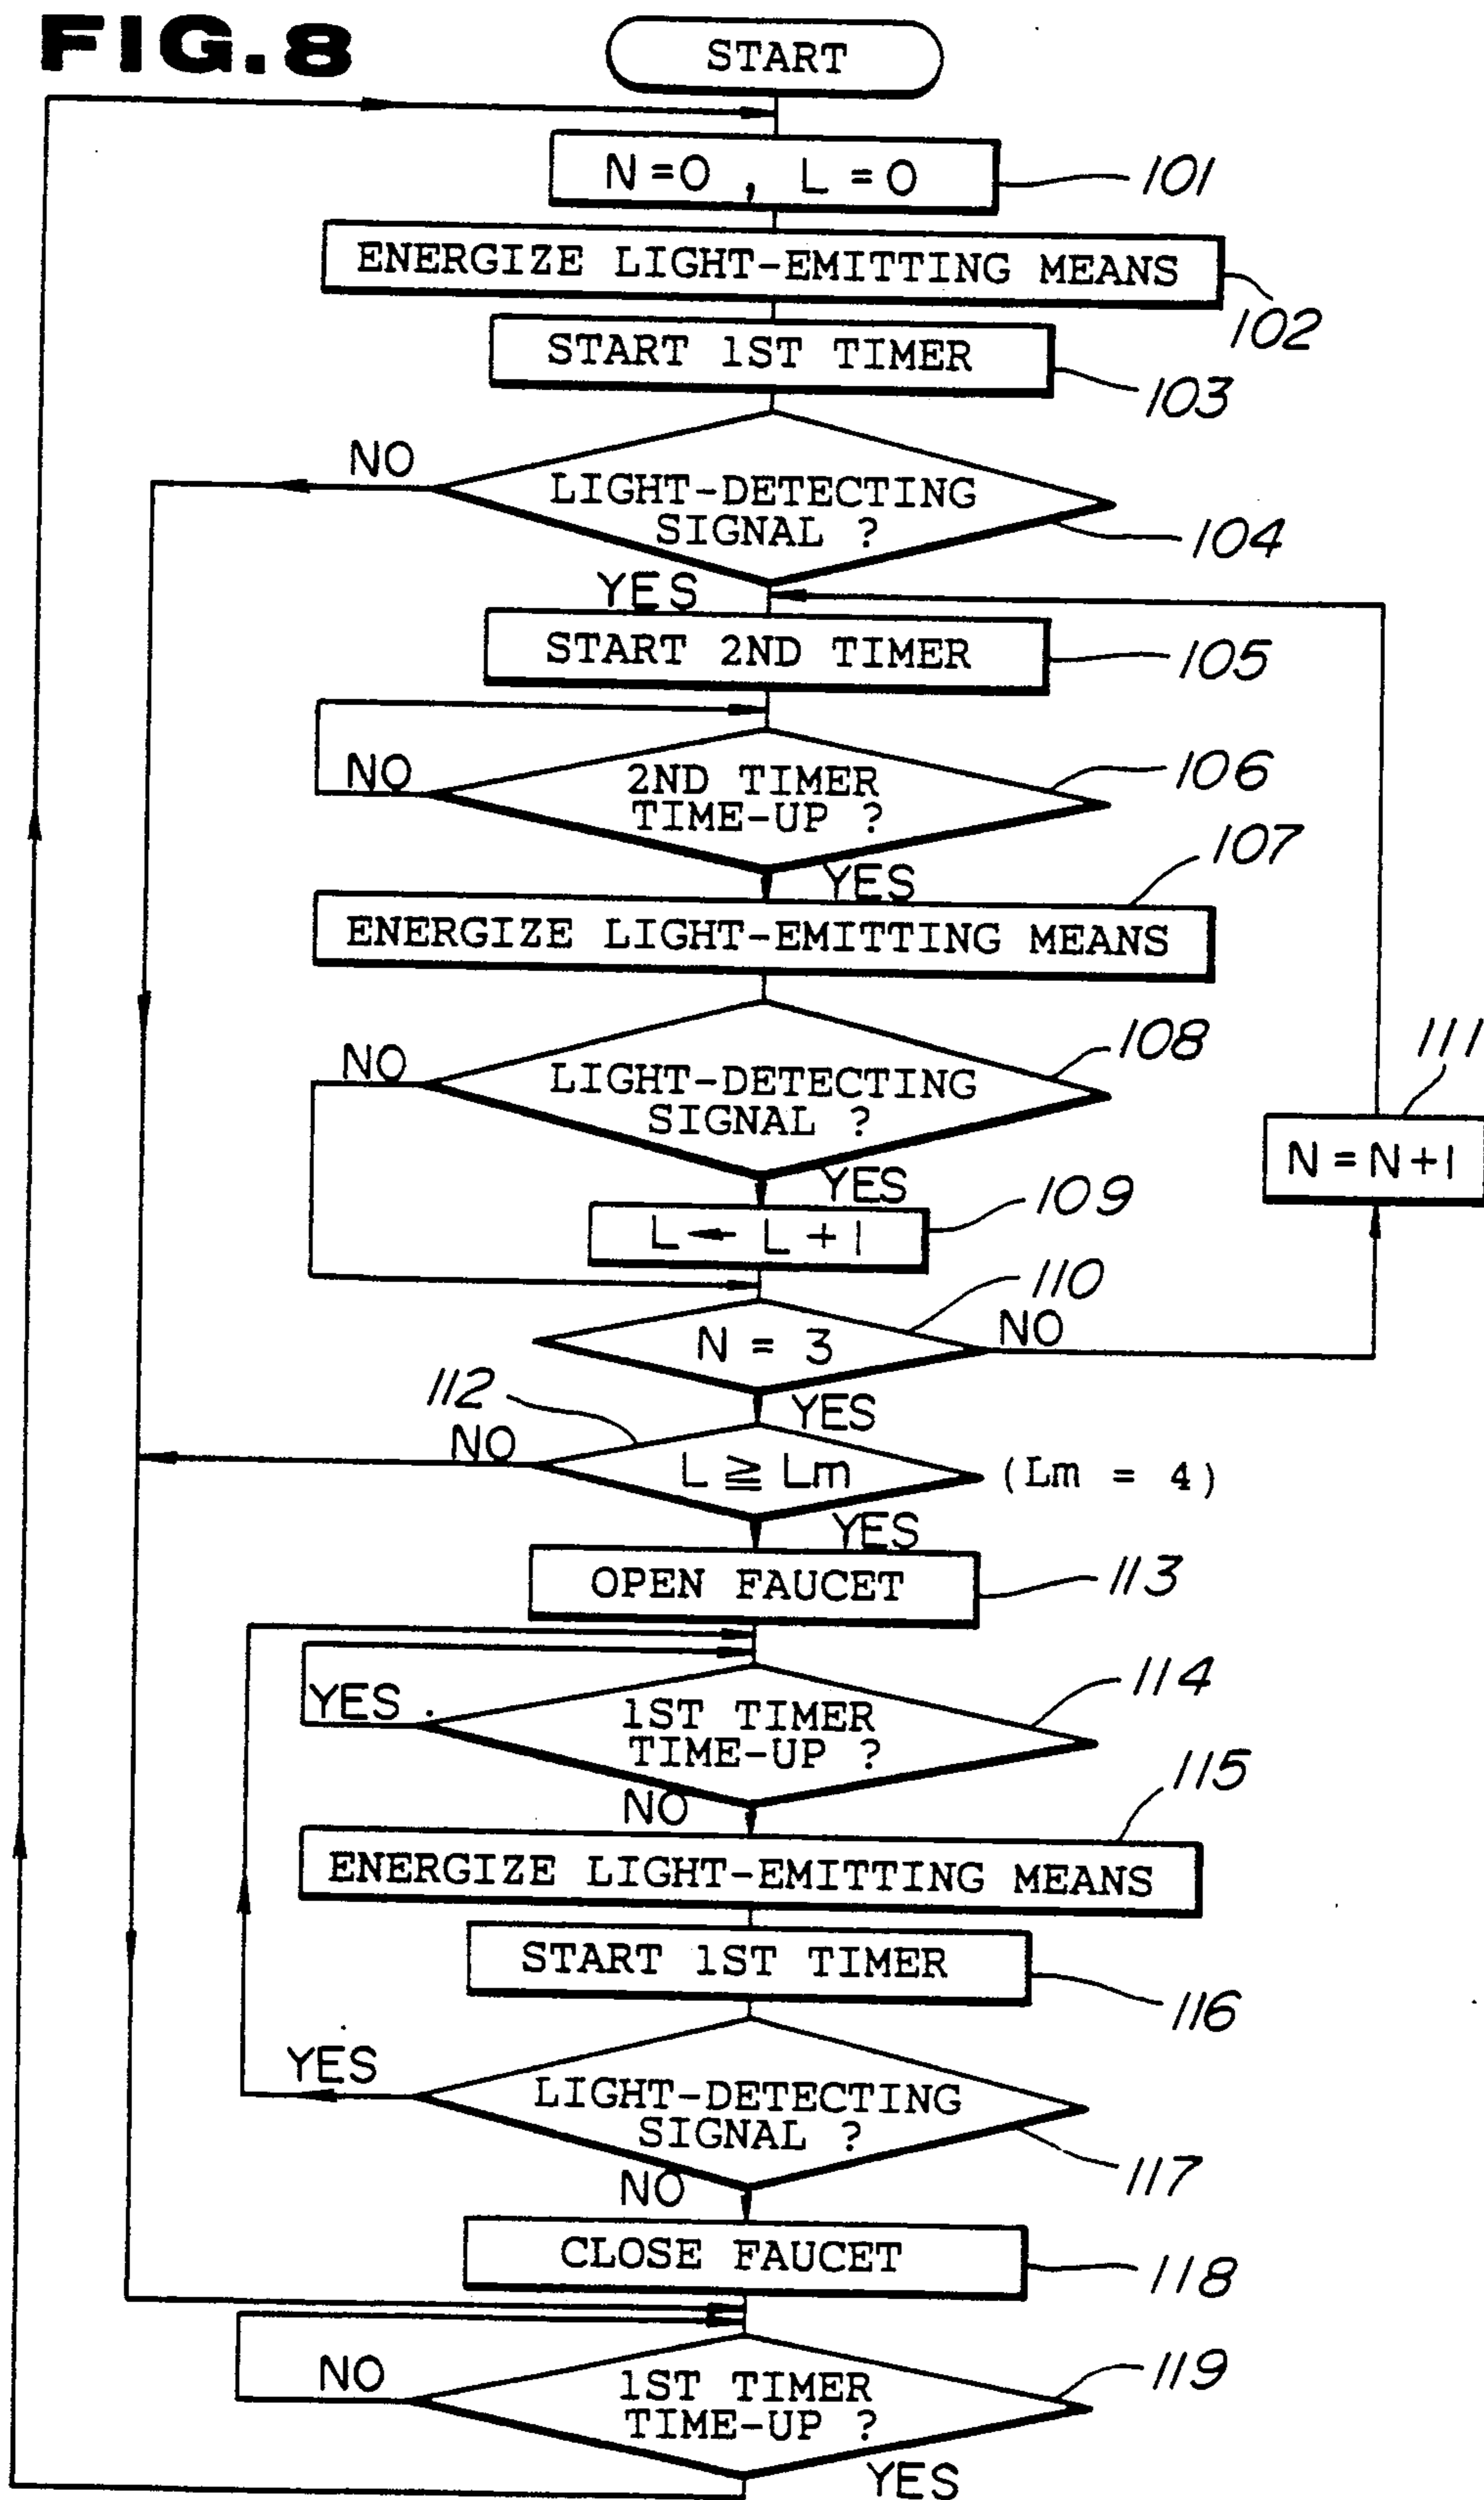 FIG.8
START
N=0 , L=0
101
ENERGIZE LIGHT-EMITTING MEANS
102
START 1ST TIMER
103
NO
LIGHT-DETECTING
SIGNAL ?
104
YES
START 2ND TIMER
105
NO
2ND TIMER
TIME-UP ?
106
YES
107
ENERGIZE LIGHT-EMITTING MEANS
NO
LIGHT-DETECTING
SIGNAL ?
108
111
N=N+1
YES
109
L ← L+1
110
N = 3
NO
112
YES
NO
L ≧ Lm
(Lm = 4)
YES
OPEN FAUCET
113
YES
1ST TIMER
TIME-UP ?
114
NO
115
ENERGIZE LIGHT-EMITTING MEANS
START 1ST TIMER
116
YES
LIGHT-DETECTING
SIGNAL ?
117
NO
CLOSE FAUCET
118
NO
1ST TIMER
TIME-UP ?
119
YES